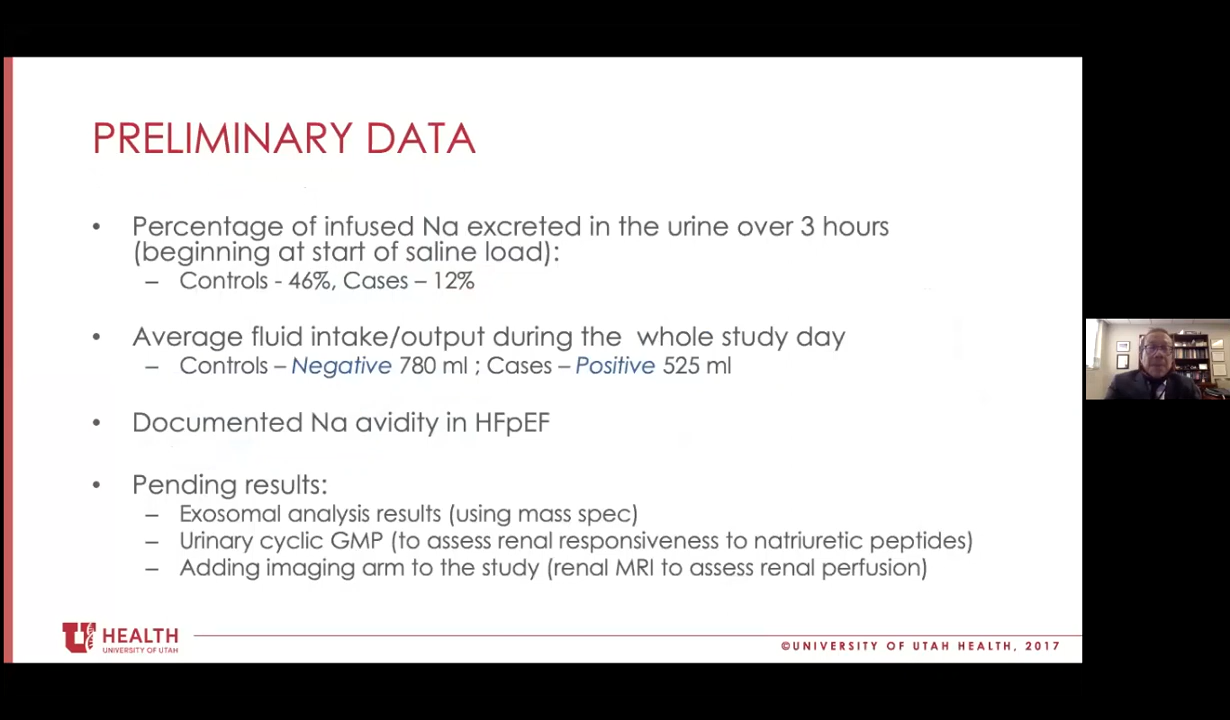 PRELIMINARY DATA
• Percentage of infused Na excreted in the urine over 3 hours
(beginning at start of saline load):
– Controls - 46%, Cases – 12%
• Average fluid intake/output during the whole study day
– Controls – Negative 780 ml ; Cases – Positive 525 ml
• Documented Na avidity in HFpEF
• Pending results:
– Exosomal analysis results (using mass spec)
– Urinary cyclic GMP (to assess renal responsiveness to natriuretic peptides)
– Adding imaging arm to the study (renal MRI to assess renal perfusion)
U HEALTH
UNIVERSITY OF UTAH
©UNIVERSITY OF UTAH HEALTH, 2017